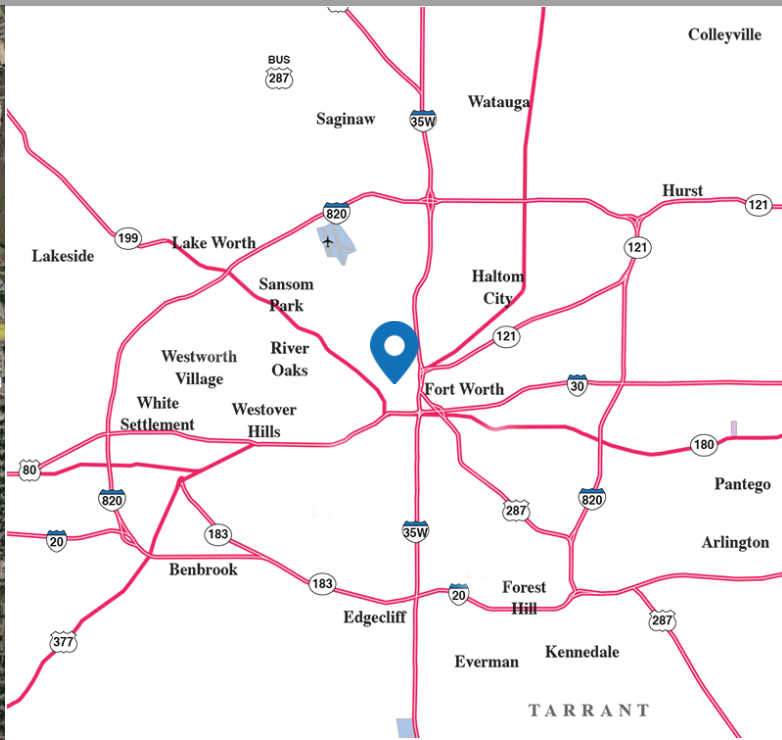 Colleyville
BUS
287
Watauga
Saginaw
35W
Hurst
121
820
199
Lake Worth
121
Lakeside
Sansom
Park
Haltom
City
121
River
Oaks
Westworth
Village
30
Fort Worth
White
Settlement
Westover
Hills
180
80
Pantego
820
287
820
183
35W
20
Arlington
Benbrook
183
20
Forest
Hill
Edgecliff
287
377
Everman
Kennedale
TARRANT